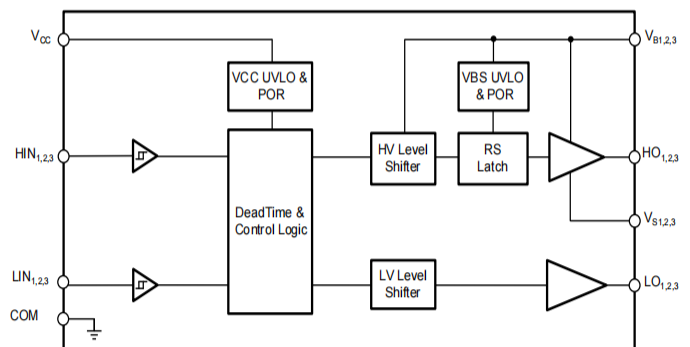 VCC
VB1,2,3
VCC UVLO &
POR
VBS UVLO
& POR
HIN1,2,3
HV Level
Shifter
RS
Latch
HO1,2,3
DeadTime &
Control Logic
VS1,2,3
LIN1,2,3
LV Level
Shifter
LO1,2,3
COM